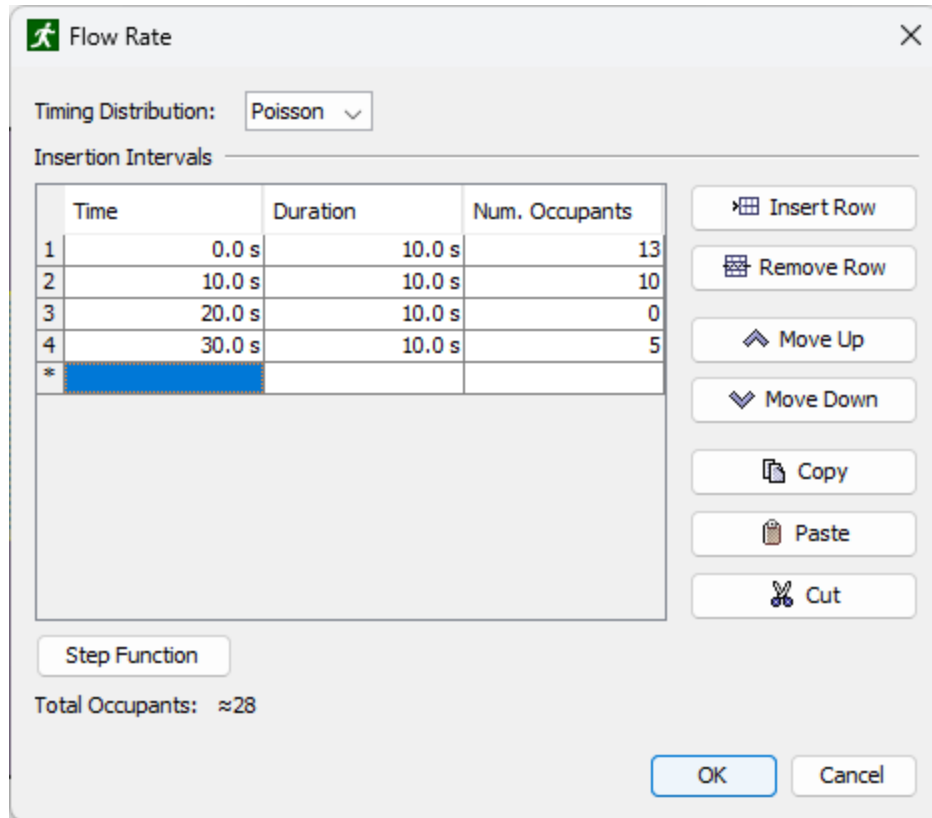 Flow Rate
Timing Distribution: Poisson
Insertion Intervals
Time Duration Num. Occupants
1 0.0 s 10.0 s 13
2 10.0 s 10.0 s 10
3 20.0 s 10.0 s 0
4 30.0 s 10.0 s 5
*
Insert Row
Remove Row
Move Up
Move Down
Copy
Paste
Cut
Step Function
Total Occupants: ≈28
OK Cancel